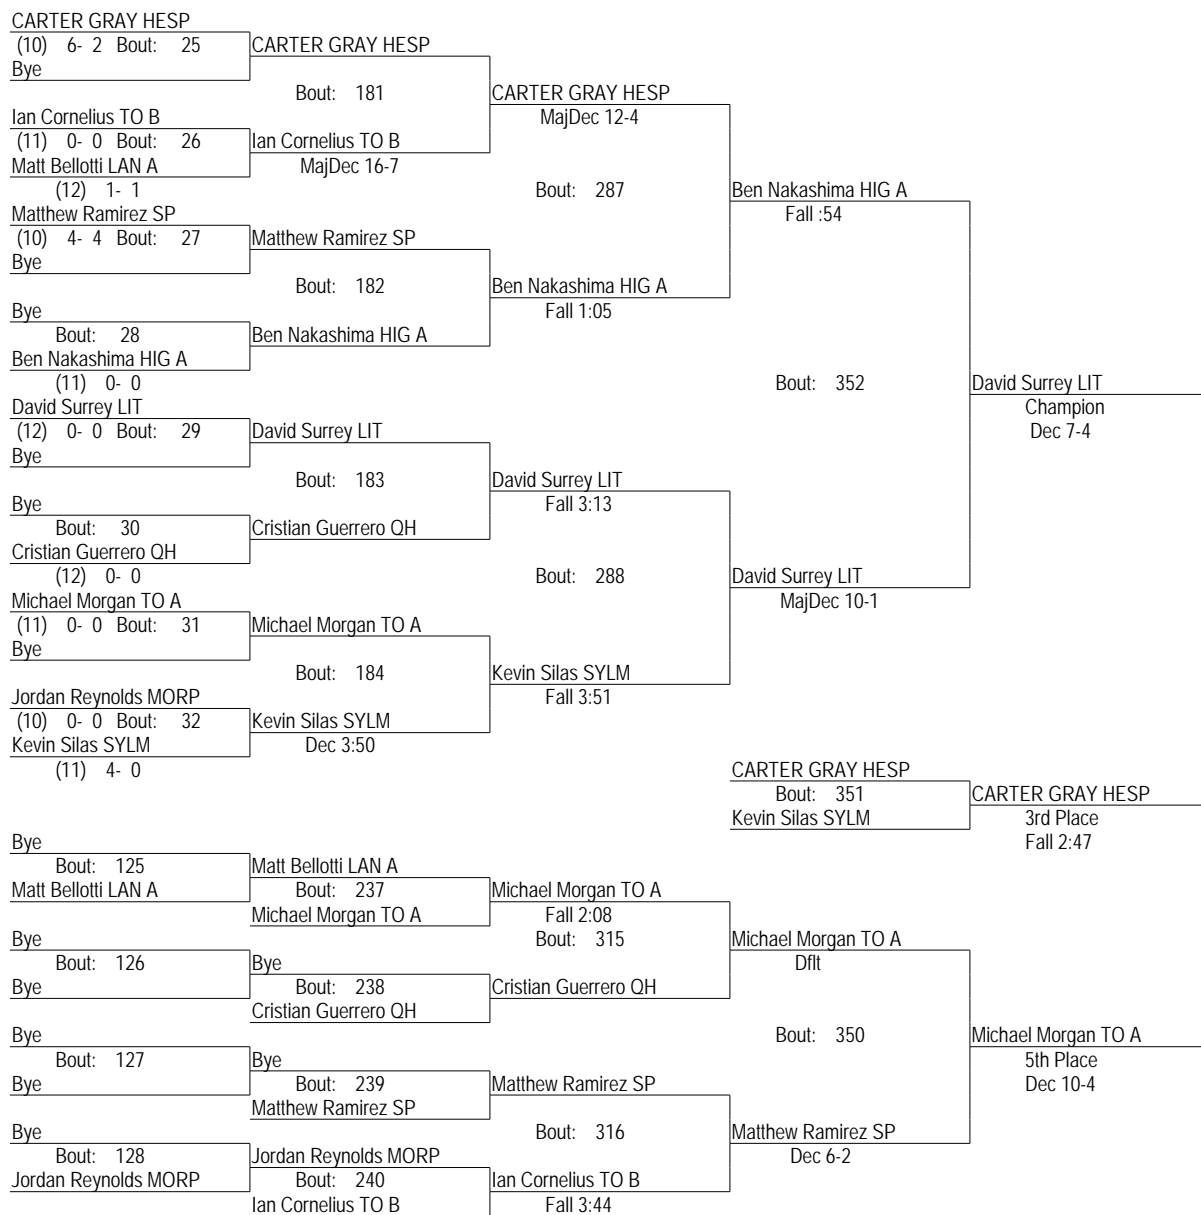 CARTER GRAY HESP
(10) 6- 2 Bout: 25 CARTER GRAY HESP
Bye
Bout: 181 CARTER GRAY HESP
Ian Cornelius TO B MajDec 12-4
(11) 0- 0 Bout: 26 Ian Cornelius TO B
Matt Bellotti LAN A MajDec 16-7
(12) 1- 1 Bout: 287 Ben Nakashima HIG A
Matthew Ramirez SP Fall :54
(10) 4- 4 Bout: 27 Matthew Ramirez SP
Bye
Bout: 182 Ben Nakashima HIG A
Bye Fall 1:05
Bout: 28 Ben Nakashima HIG A
Ben Nakashima HIG A
(11) 0- 0 Bout: 352 David Surrey LIT
David Surrey LIT Champion
(12) 0- 0 Bout: 29 David Surrey LIT Dec 7-4
Bye
Bout: 183 David Surrey LIT
Bye Fall 3:13
Bout: 30 Cristian Guerrero QH
Cristian Guerrero QH
(12) 0- 0 Bout: 288 David Surrey LIT
Michael Morgan TO A MajDec 10-1
(11) 0- 0 Bout: 31 Michael Morgan TO A
Bye
Bout: 184 Kevin Silas SYLM
Jordan Reynolds MORP Fall 3:51
(10) 0- 0 Bout: 32 Kevin Silas SYLM
Kevin Silas SYLM Dec 3:50
(11) 4- 0 CARTER GRAY HESP
Bout: 351 CARTER GRAY HESP
Kevin Silas SYLM 3rd Place
Bye Fall 2:47
Bout: 125 Matt Bellotti LAN A
Matt Bellotti LAN A Bout: 237 Michael Morgan TO A
Michael Morgan TO A Fall 2:08
Bye Bout: 315 Michael Morgan TO A
Bout: 126 Bye Dflt
Bye Bout: 238 Cristian Guerrero QH
Cristian Guerrero QH
Bye Bout: 350 Michael Morgan TO A
Bout: 127 Bye 5th Place
Bye Bout: 239 Matthew Ramirez SP Dec 10-4
Matthew Ramirez SP
Bye Bout: 316 Matthew Ramirez SP
Bout: 128 Jordan Reynolds MORP Dec 6-2
Jordan Reynolds MORP Bout: 240 Ian Cornelius TO B
Ian Cornelius TO B Fall 3:44